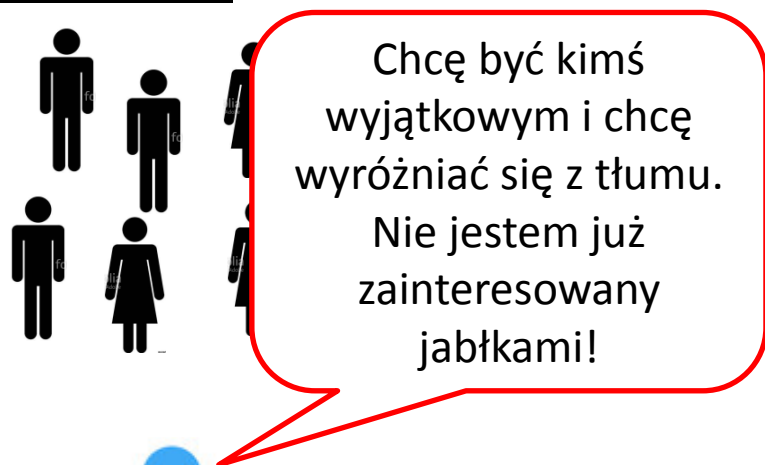 Chcę być kimś
wyjątkowym i chcę
wyróżniać się z tłumu.
Nie jestem już
zainteresowany
jabłkami!